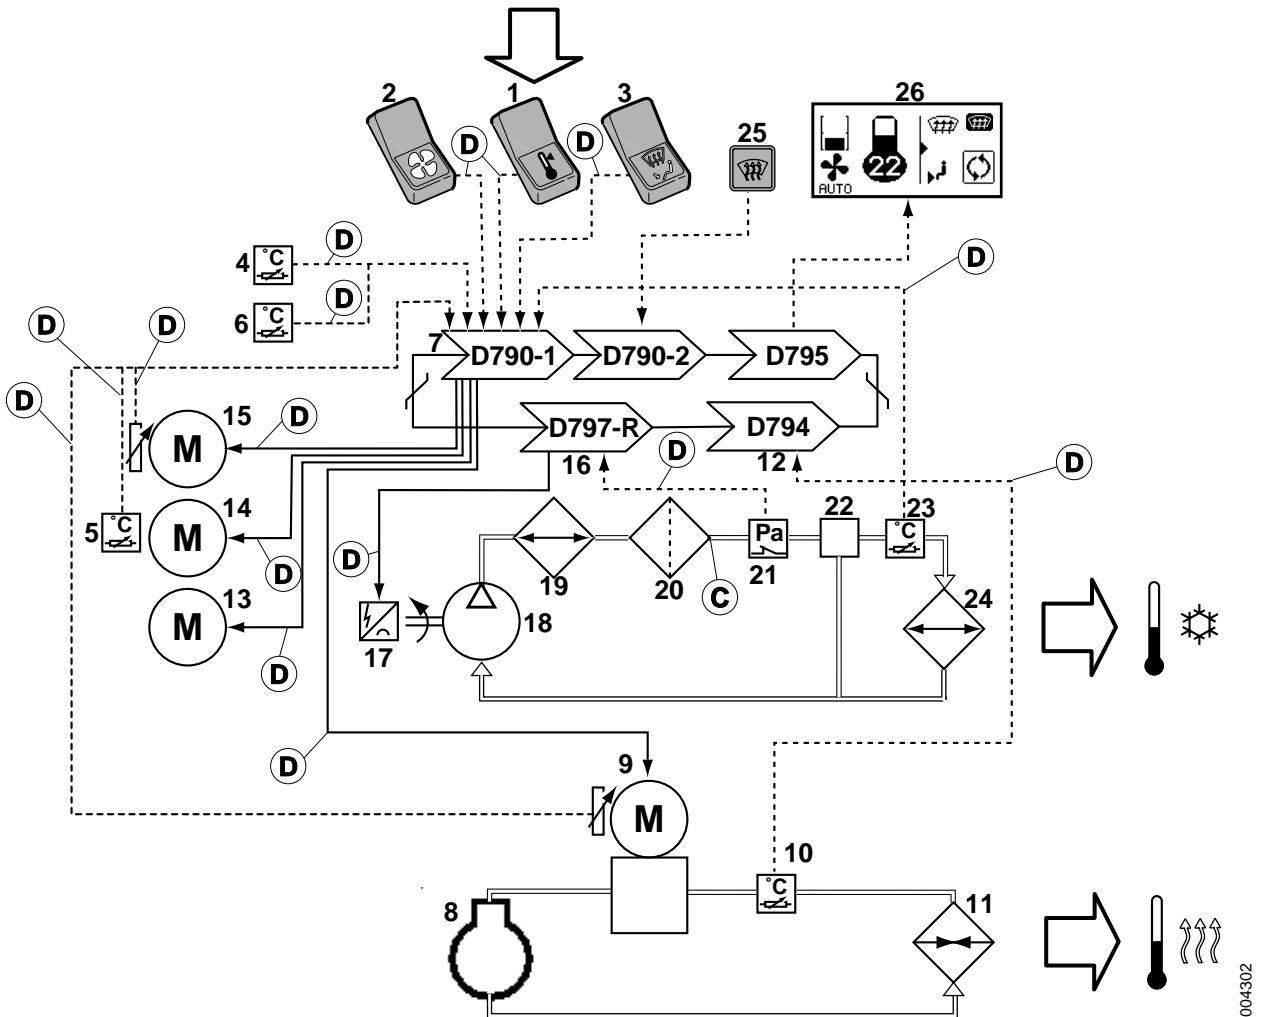 2 1 3 26
25
D D
22
AUTO
4 °C D
D
6 °C D
D D
7 D790-1 D790-2 D795
D
15 D
M
D797-R D794
16 D 12 D
14
5 °C M
D
22 23
Pa °C
D
19 20 21
C
13
M
18 24
17
D
D
9
M
10
°C
8 11
004302